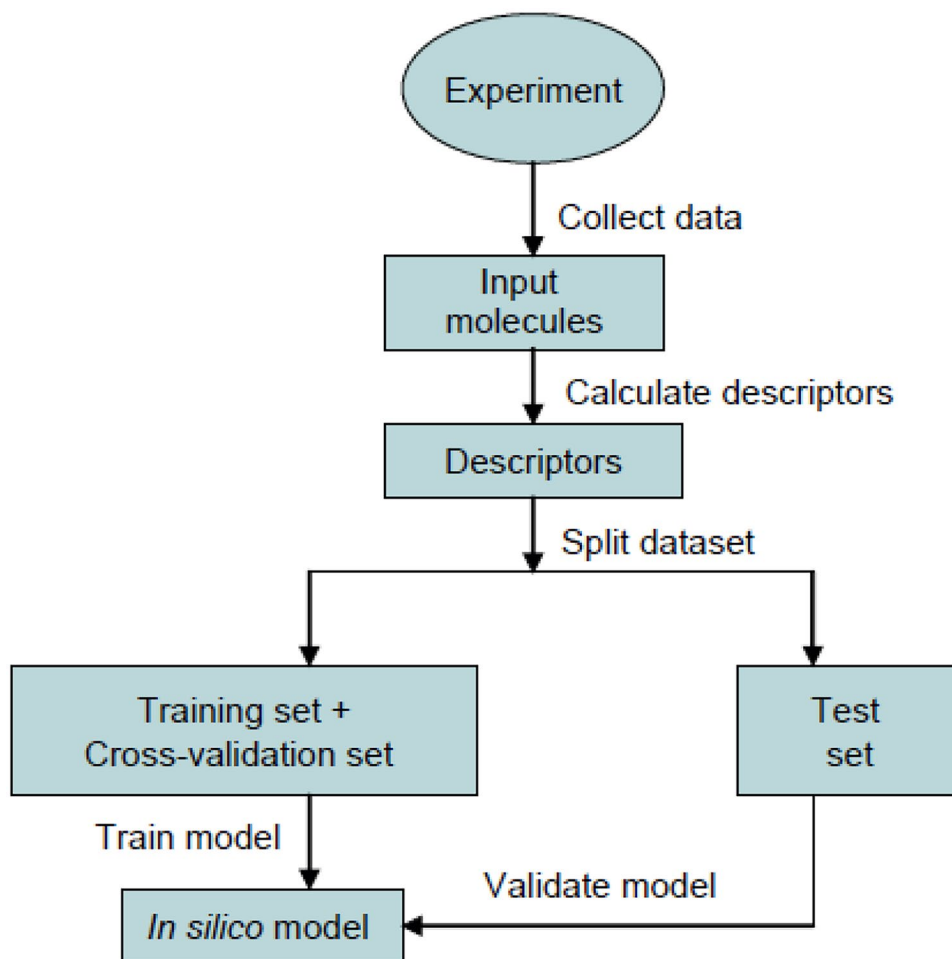 Experiment
Collect data
Input
molecules
Calculate descriptors
Descriptors
Split dataset
Training set +
Cross-validation set
Test
set
Train model
Validate model
In silico model